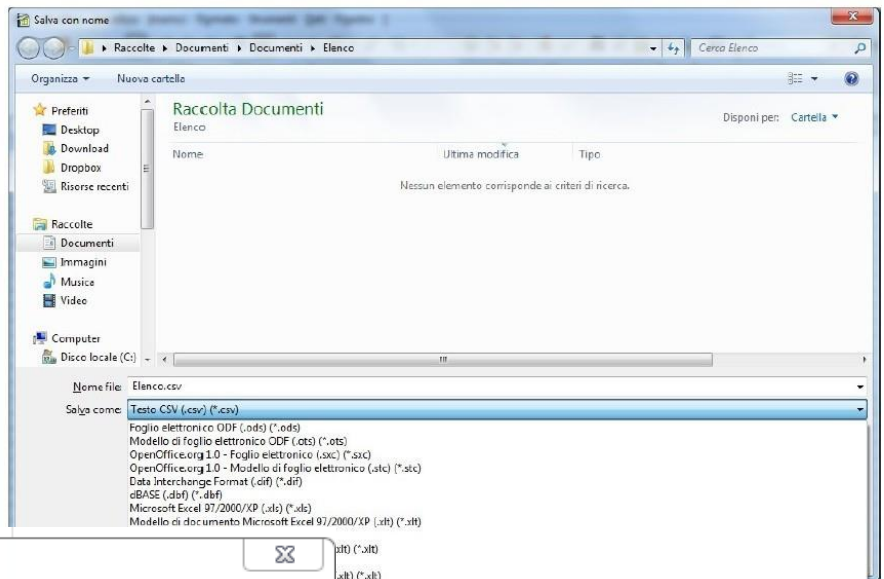 Salva con nome
Raccolte Documenti Documenti Elenco
Cerca Elenco
Organizza Nuova cartella
Preferiti
Desktop
Download
Dropbox
Risorse recenti
Raccolte
Documenti
Immagini
Musica
Video
Computer
Disco locale (C:)
Raccolta Documenti
Elenco
Disponi per: Cartella
Nome Ultima modifica Tipo
Nessun elemento corrisponde ai criteri di ricerca.
Nome file: Elenco.csv
Salva come: Testo CSV (.csv) (*.csv)
Foglio elettronico ODF (.ods) (*.ods)
Modello di foglio elettronico ODF (.ots) (*.ots)
OpenOffice.org 1.0 - Foglio elettronico (.sxc) (*.sxc)
OpenOffice.org 1.0 - Modello di foglio elettronico (.stc) (*.stc)
Data Interchange Format (.dif) (*.dif)
dBASE (.dbf) (*.dbf)
Microsoft Excel 97/2000/XP (.xls) (*.xls)
Modello di documento Microsoft Excel 97/2000/XP (.xlt) (*.xlt)
.xlt) (*.xlt)
.xlt) (*.xlt)